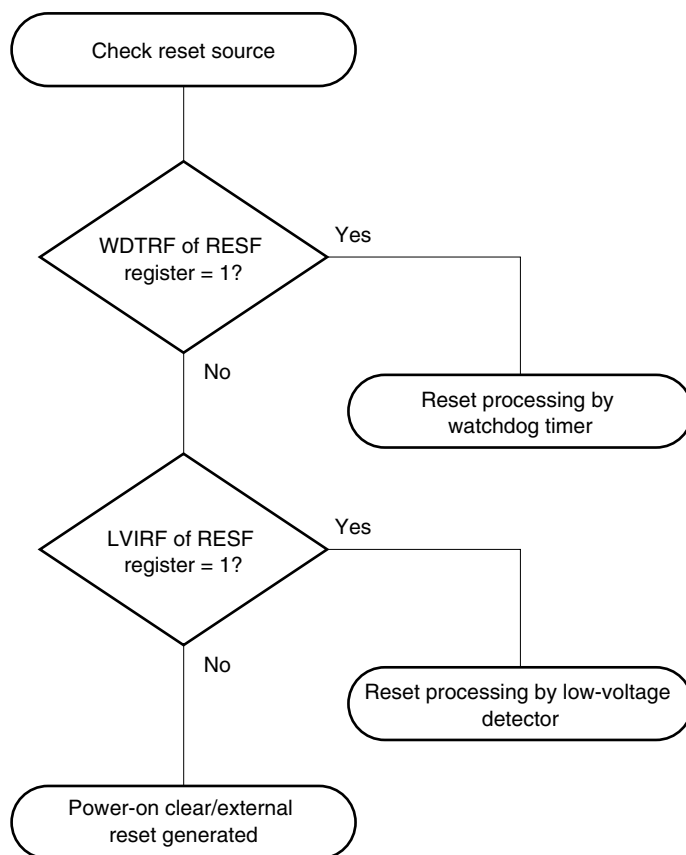 Check reset source
WDTRF of RESF
register = 1?
Yes
No
Reset processing by
watchdog timer
LVIRF of RESF
register = 1?
Yes
No
Reset processing by low-voltage
detector
Power-on clear/external
reset generated